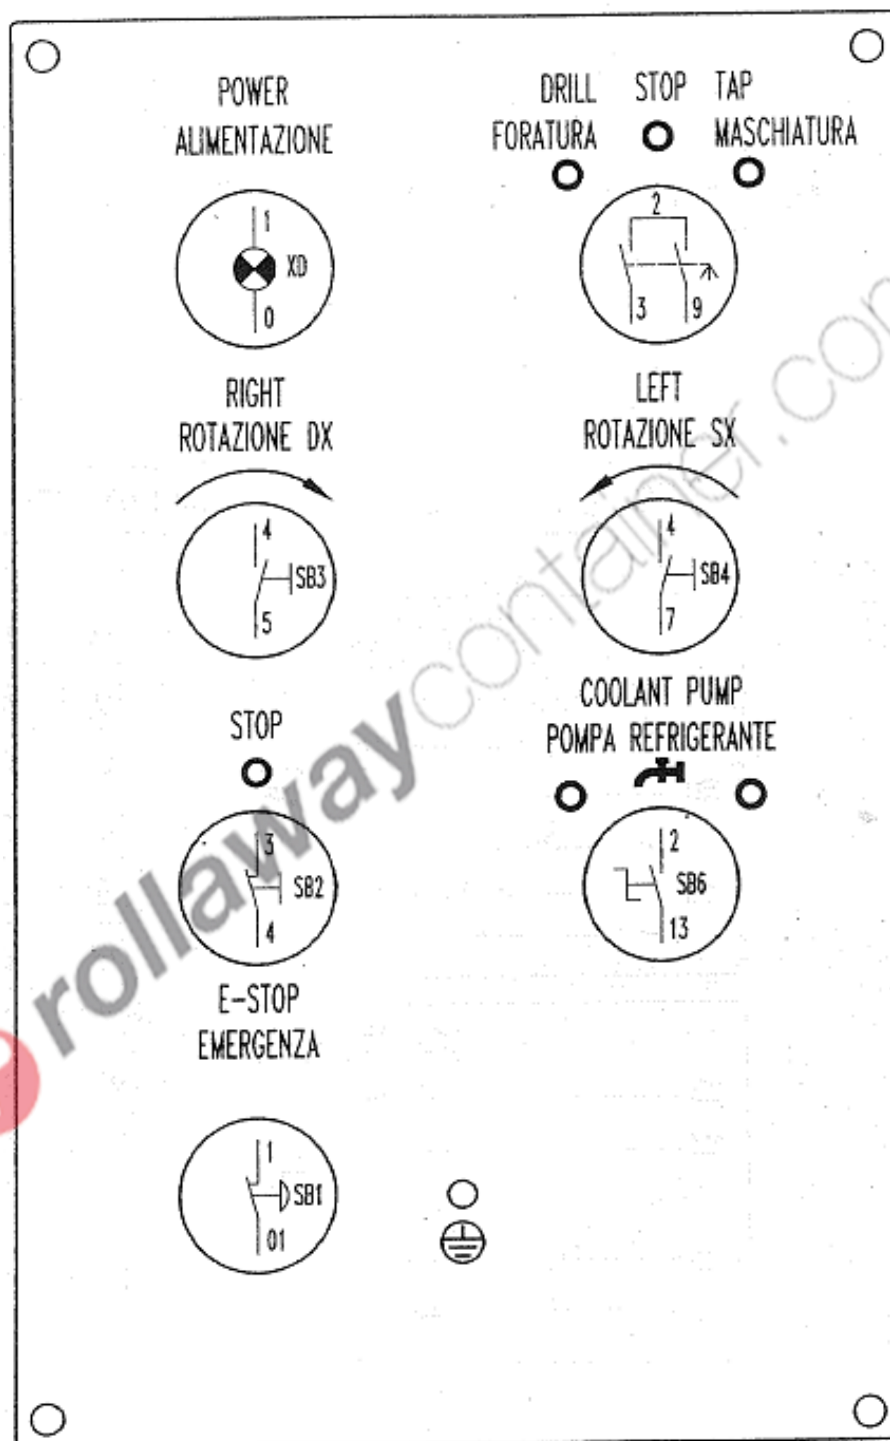 POWER
ALIMENTAZIONE
1
XD
0
DRILL STOP TAP
FORATURA MASCHIATURA
2
3 9
RIGHT
ROTAZIONE DX
4
SB3
5
LEFT
ROTAZIONE SX
4
SB4
7
STOP
3
SB2
4
COOLANT PUMP
POMPA REFRIGERANTE
2
SB6
13
E-STOP
EMERGENZA
1
SB1
01
rollawaycontainer.com